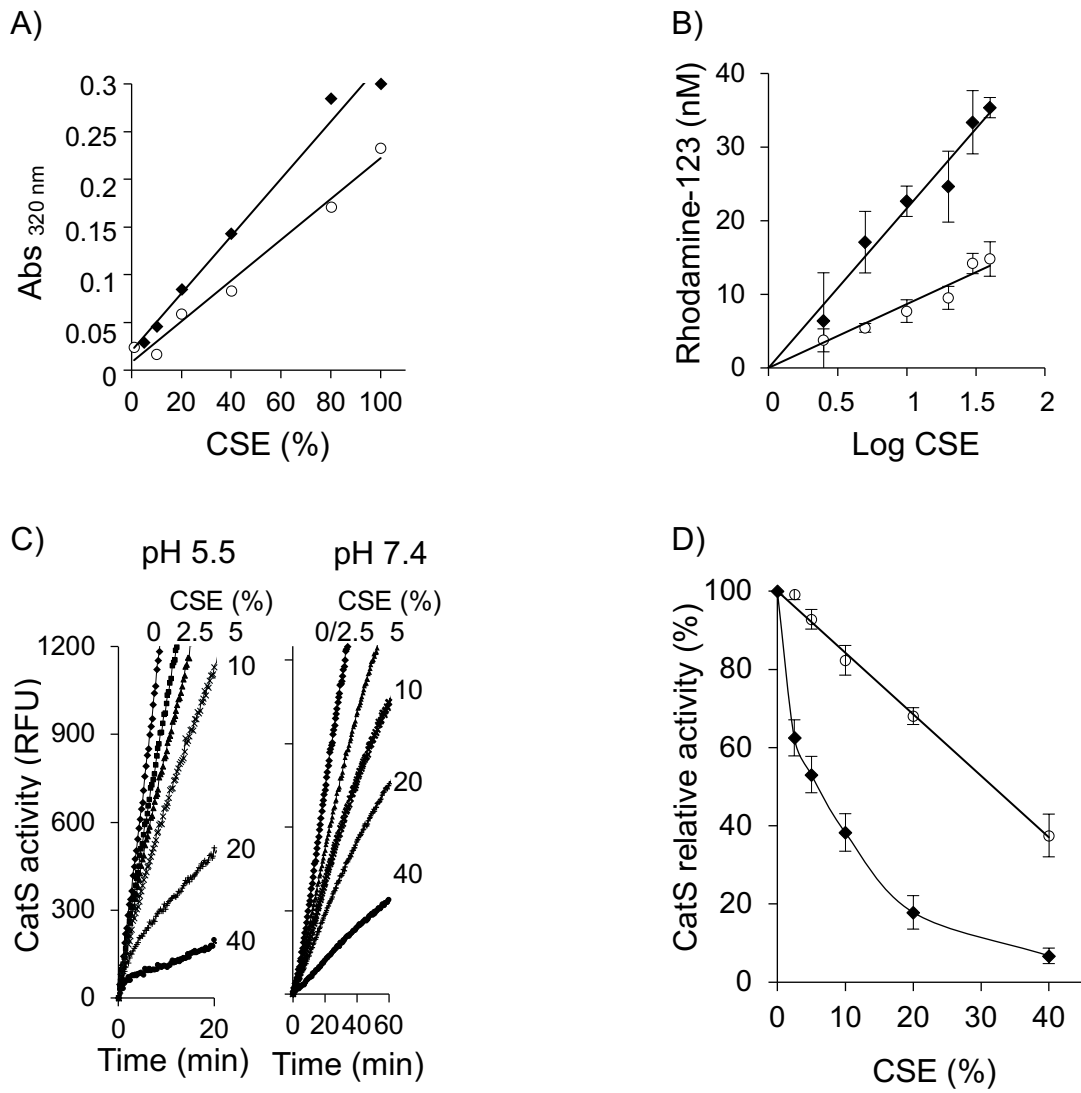 A)
0.3
0.25
0.2
0.15
0.1
0.05
0
Abs 320 nm
0 20 40 60 80 100
CSE (%)
B)
40
30
20
10
0
Rhodamine-123 (nM)
0 0.5 1 1.5 2
Log CSE
C)
pH 5.5
CSE (%)
0 2.5 5
10
20
40
1200
900
600
300
0
CatS activity (RFU)
0 20
Time (min)
pH 7.4
CSE (%)
0/2.5 5
10
20
40
0 20 40 60
Time (min)
D)
100
80
60
40
20
0
CatS relative activity (%)
0 10 20 30 40
CSE (%)